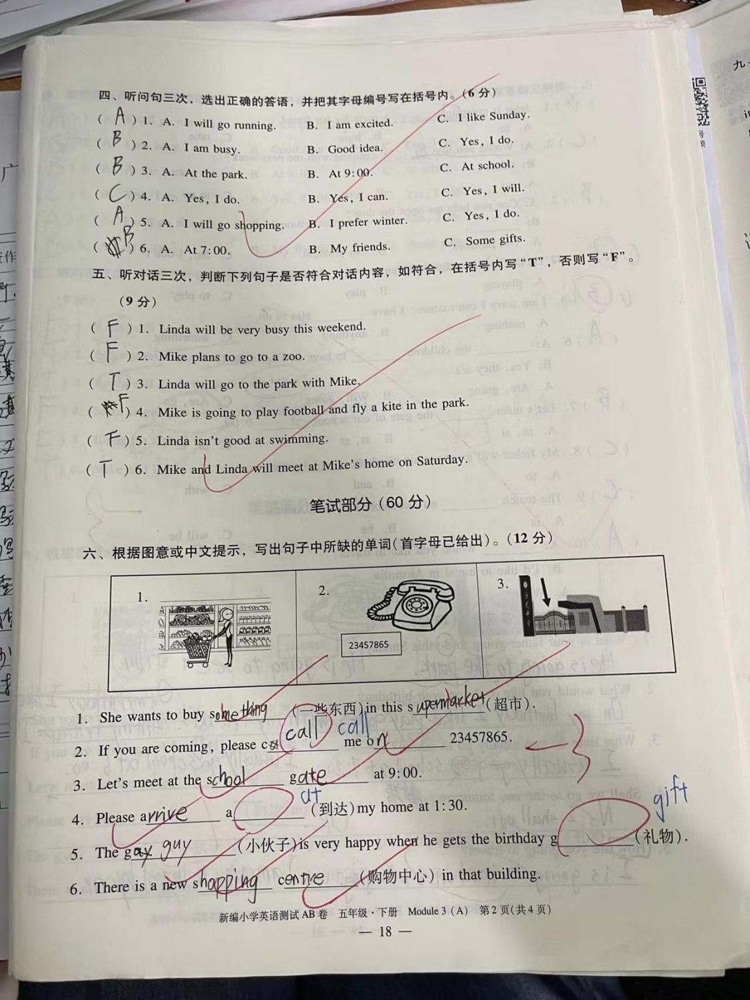 四、听问句三次，选出正确的答语，并把其字母编号写在括号内。(6 分)
( A ) 1. A. I will go running. B. I am excited. C. I like Sunday.
( B ) 2. A. I am busy. B. Good idea. C. Yes, I do.
( B ) 3. A. At the park. B. At 9:00. C. At school.
( C ) 4. A. Yes, I do. B. Yes, I can. C. Yes, I will.
( A ) 5. A. I will go shopping. B. I prefer winter. C. Yes, I do.
( B ) 6. A. At 7:00. B. My friends. C. Some gifts.
五、听对话三次，判断下列句子是否符合对话内容，如符合，在括号内写“T”，否则写“F”。
(9 分)
( F ) 1. Linda will be very busy this weekend.
( F ) 2. Mike plans to go to a zoo.
( T ) 3. Linda will go to the park with Mike.
( F ) 4. Mike is going to play football and fly a kite in the park.
( F ) 5. Linda isn't good at swimming.
( T ) 6. Mike and Linda will meet at Mike's home on Saturday.
笔试部分(60 分)
六、根据图意或中文提示，写出句子中所缺的单词(首字母已给出)。(12 分)
1. 2. 3.
23457865
1. She wants to buy something (一些东西)in this supermarket(超市).
call call
2. If you are coming, please c me on 23457865.
3. Let's meet at the school gate at 9:00.
at
4. Please arrive a (到达)my home at 1:30.
gift
5. The gay guy (小伙子)is very happy when he gets the birthday g (礼物).
6. There is a new shopping centre (购物中心) in that building.
新编小学英语测试 AB 卷 五年级·下册 Module 3 (A) 第 2 页(共 4 页)
— 18 —